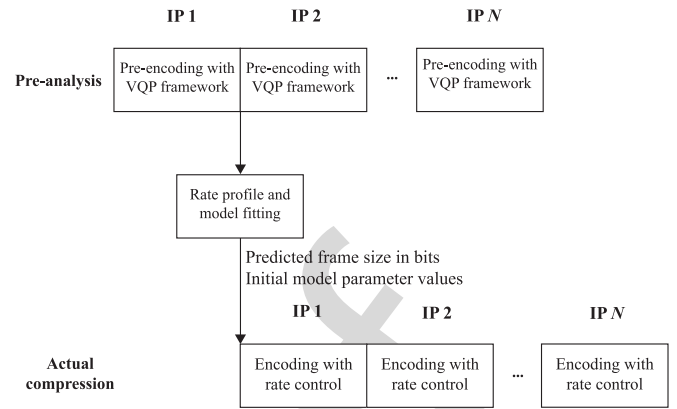 IP 1
IP 2
IP N
Pre-analysis
Pre-encoding with
VQP framework
Pre-encoding with
VQP framework
...
Pre-encoding with
VQP framework
Rate profile and
model fitting
Predicted frame size in bits
Initial model parameter values
IP 1
IP 2
IP N
Actual
compression
Encoding with
rate control
Encoding with
rate control
...
Encoding with
rate control